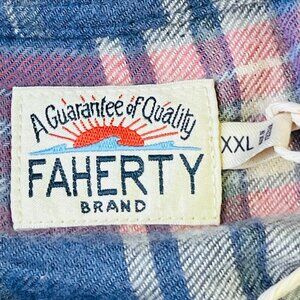 A Guarantee of Quality
FAHERTY
BRAND
XXL